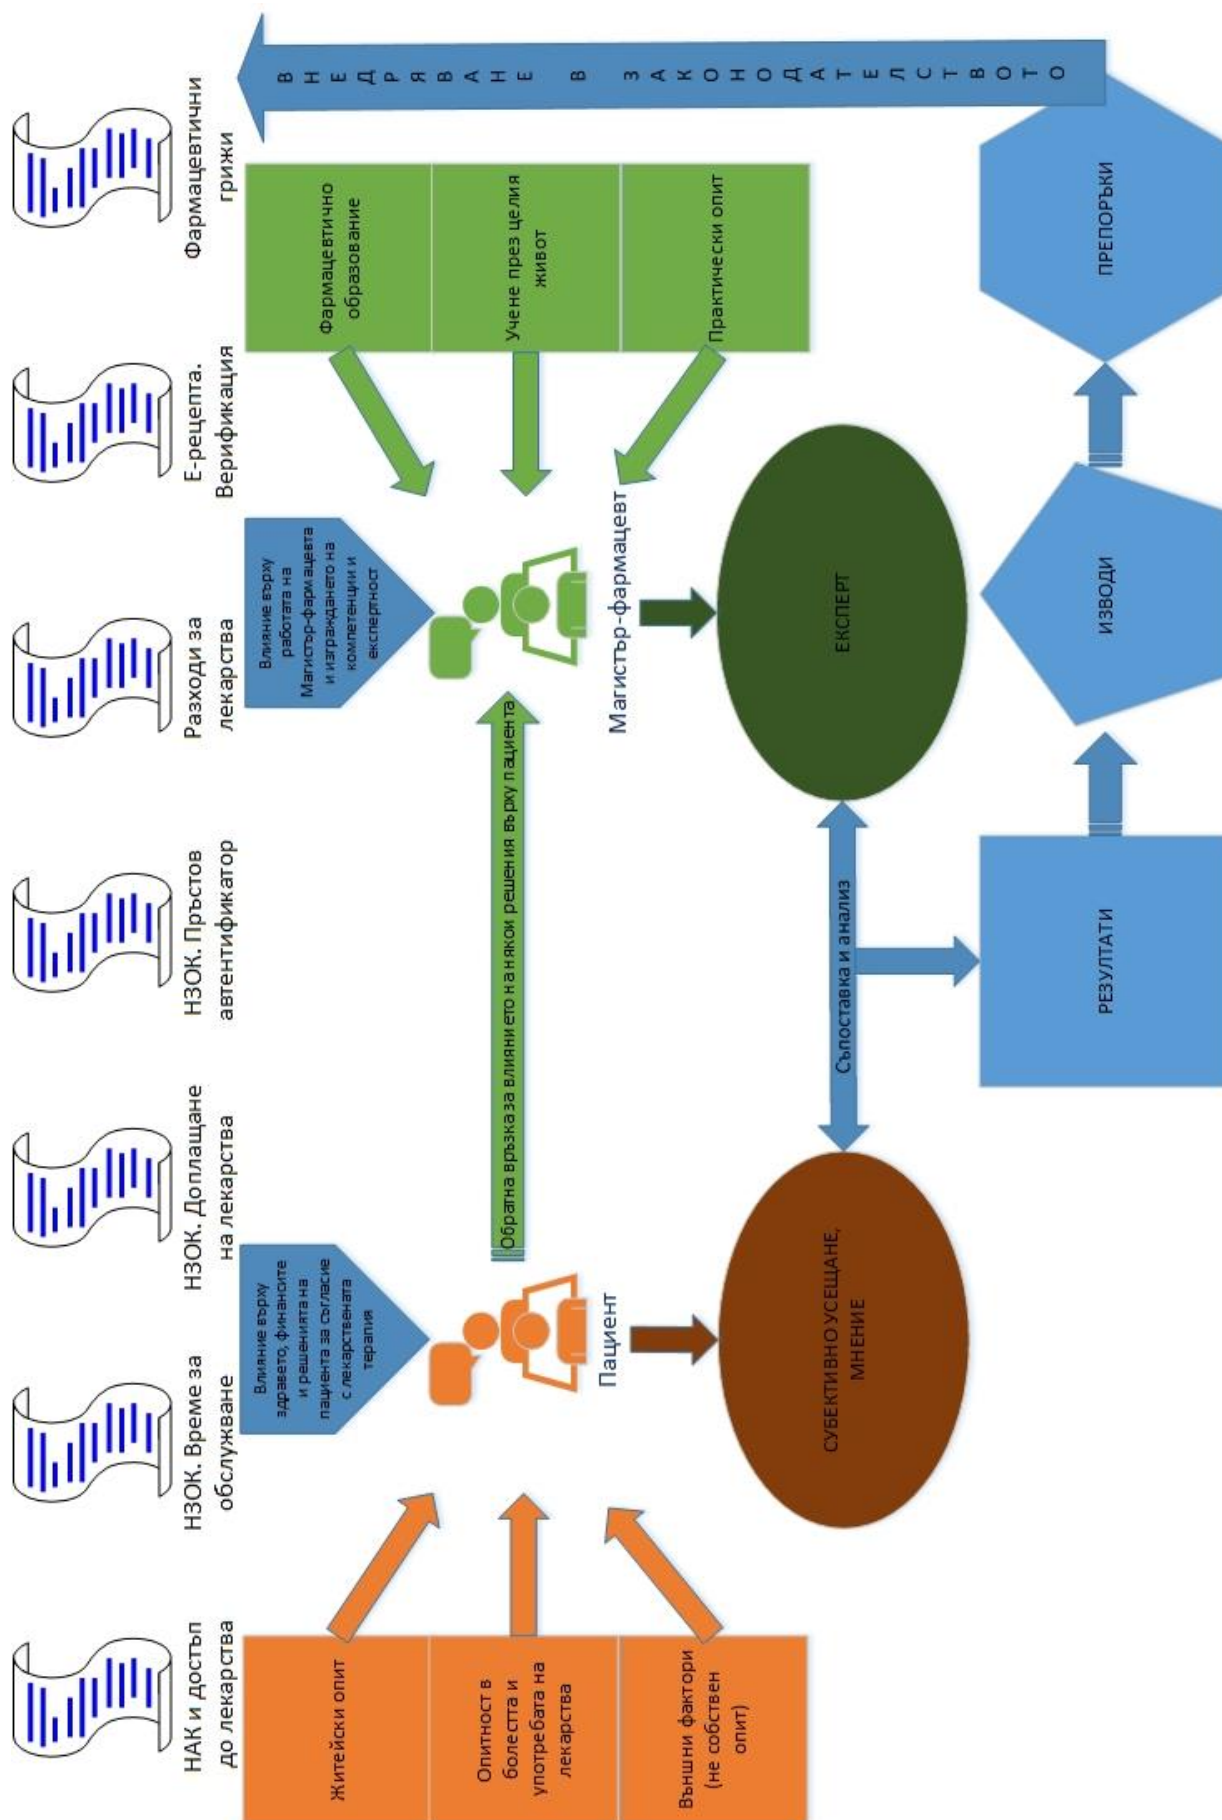 НАК и достъп
до лекарства
НЗОК. Време за
обслужване
НЗОК. Доплащане
на лекарства
НЗОК. Пръстов
автентификатор
Разходи за
лекарства
Е-рецепта.
Верификация
Фармацевтични
грижи
Житейски опит
Опитност в
болестта и
употребата на
лекарства
Външни фактори
(не собствен
опит)
Влияние върху
здравето, финансите
и решенията на
пациента за съгласие
с лекарствената
терапия
Пациент
Обратна връзка за влиянието на някои решения върху пациента
Влияние върху
работата на
Магистър-фармацевта
и изграждането на
компетенции и
експертност
Магистър-фармацевт
Фармацевтично
образование
Учене през целия
живот
Практически опит
СУБЕКТИВНО УСЕЩАНЕ,
МНЕНИЕ
Съпоставка и анализ
ЕКСПЕРТ
РЕЗУЛТАТИ
ИЗВОДИ
ПРЕПОРЪКИ
ВНЕДРЯВАНЕ В ЗАКОНОДАТЕЛСТВОТО